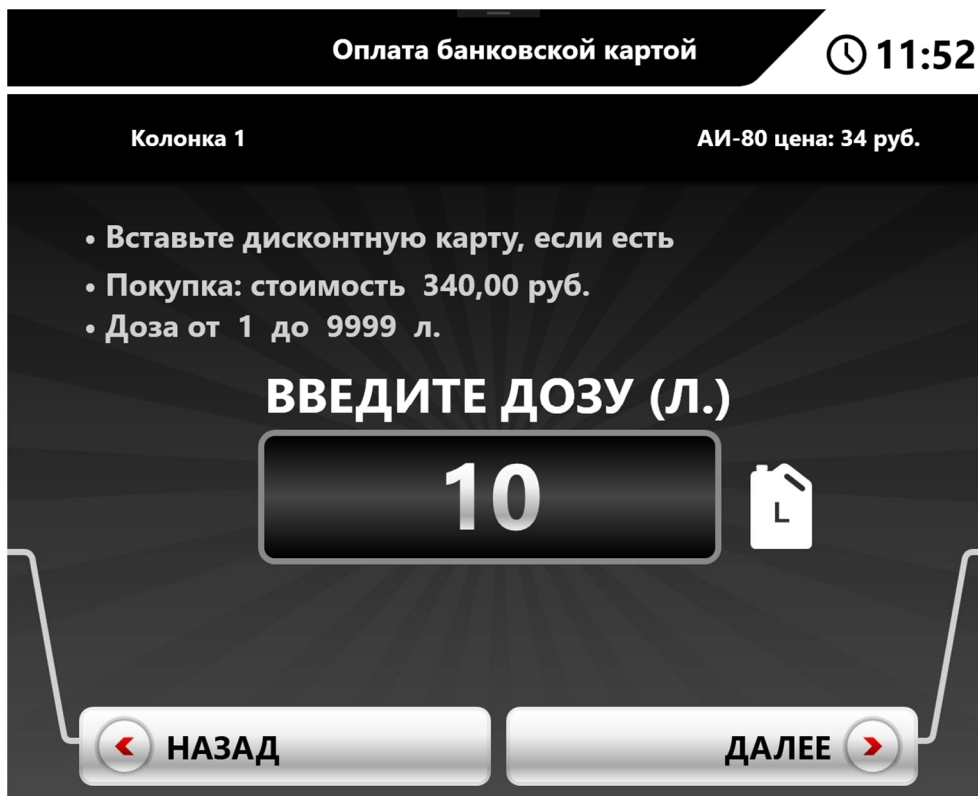 Оплата банковской картой
11:52
Колонка 1
АИ-80 цена: 34 руб.
• Вставьте дисконтную карту, если есть
• Покупка: стоимость 340,00 руб.
• Доза от 1 до 9999 л.
ВВЕДИТЕ ДОЗУ (Л.)
10
L
НАЗАД
ДАЛЕЕ